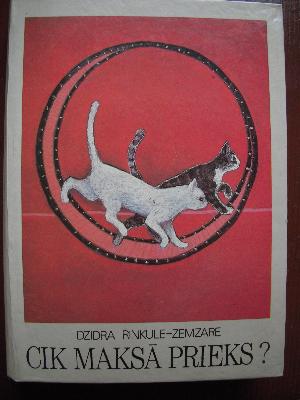 DZIDRA RINKULE-ZEMZARE
CIK MAKSĀ PRIEKS?